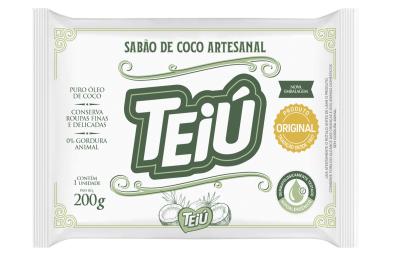 SABÃO DE COCO ARTESANAL
PURO ÓLEO
DE COCO
CONSERVA
ROUPAS FINAS
E DELICADAS
0% GORDURA
ANIMAL
CONTÉM
1 UNIDADE
200g
TEIÚ
NOVA
EMBALAGEM
PRODUTO
ORIGINAL
TEIÚ